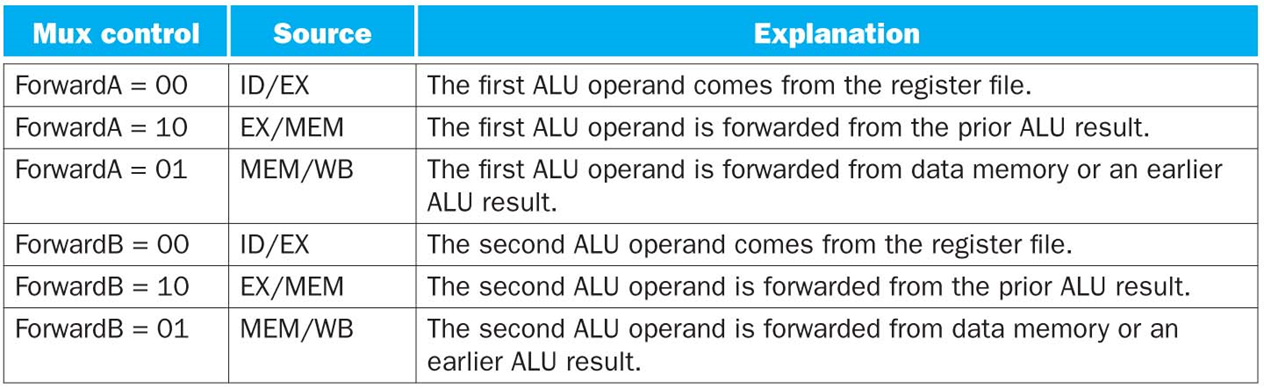 Mux control Source Explanation
ForwardA = 00 ID/EX The first ALU operand comes from the register file.
ForwardA = 10 EX/MEM The first ALU operand is forwarded from the prior ALU result.
ForwardA = 01 MEM/WB The first ALU operand is forwarded from data memory or an earlier
ALU result.
ForwardB = 00 ID/EX The second ALU operand comes from the register file.
ForwardB = 10 EX/MEM The second ALU operand is forwarded from the prior ALU result.
ForwardB = 01 MEM/WB The second ALU operand is forwarded from data memory or an
earlier ALU result.